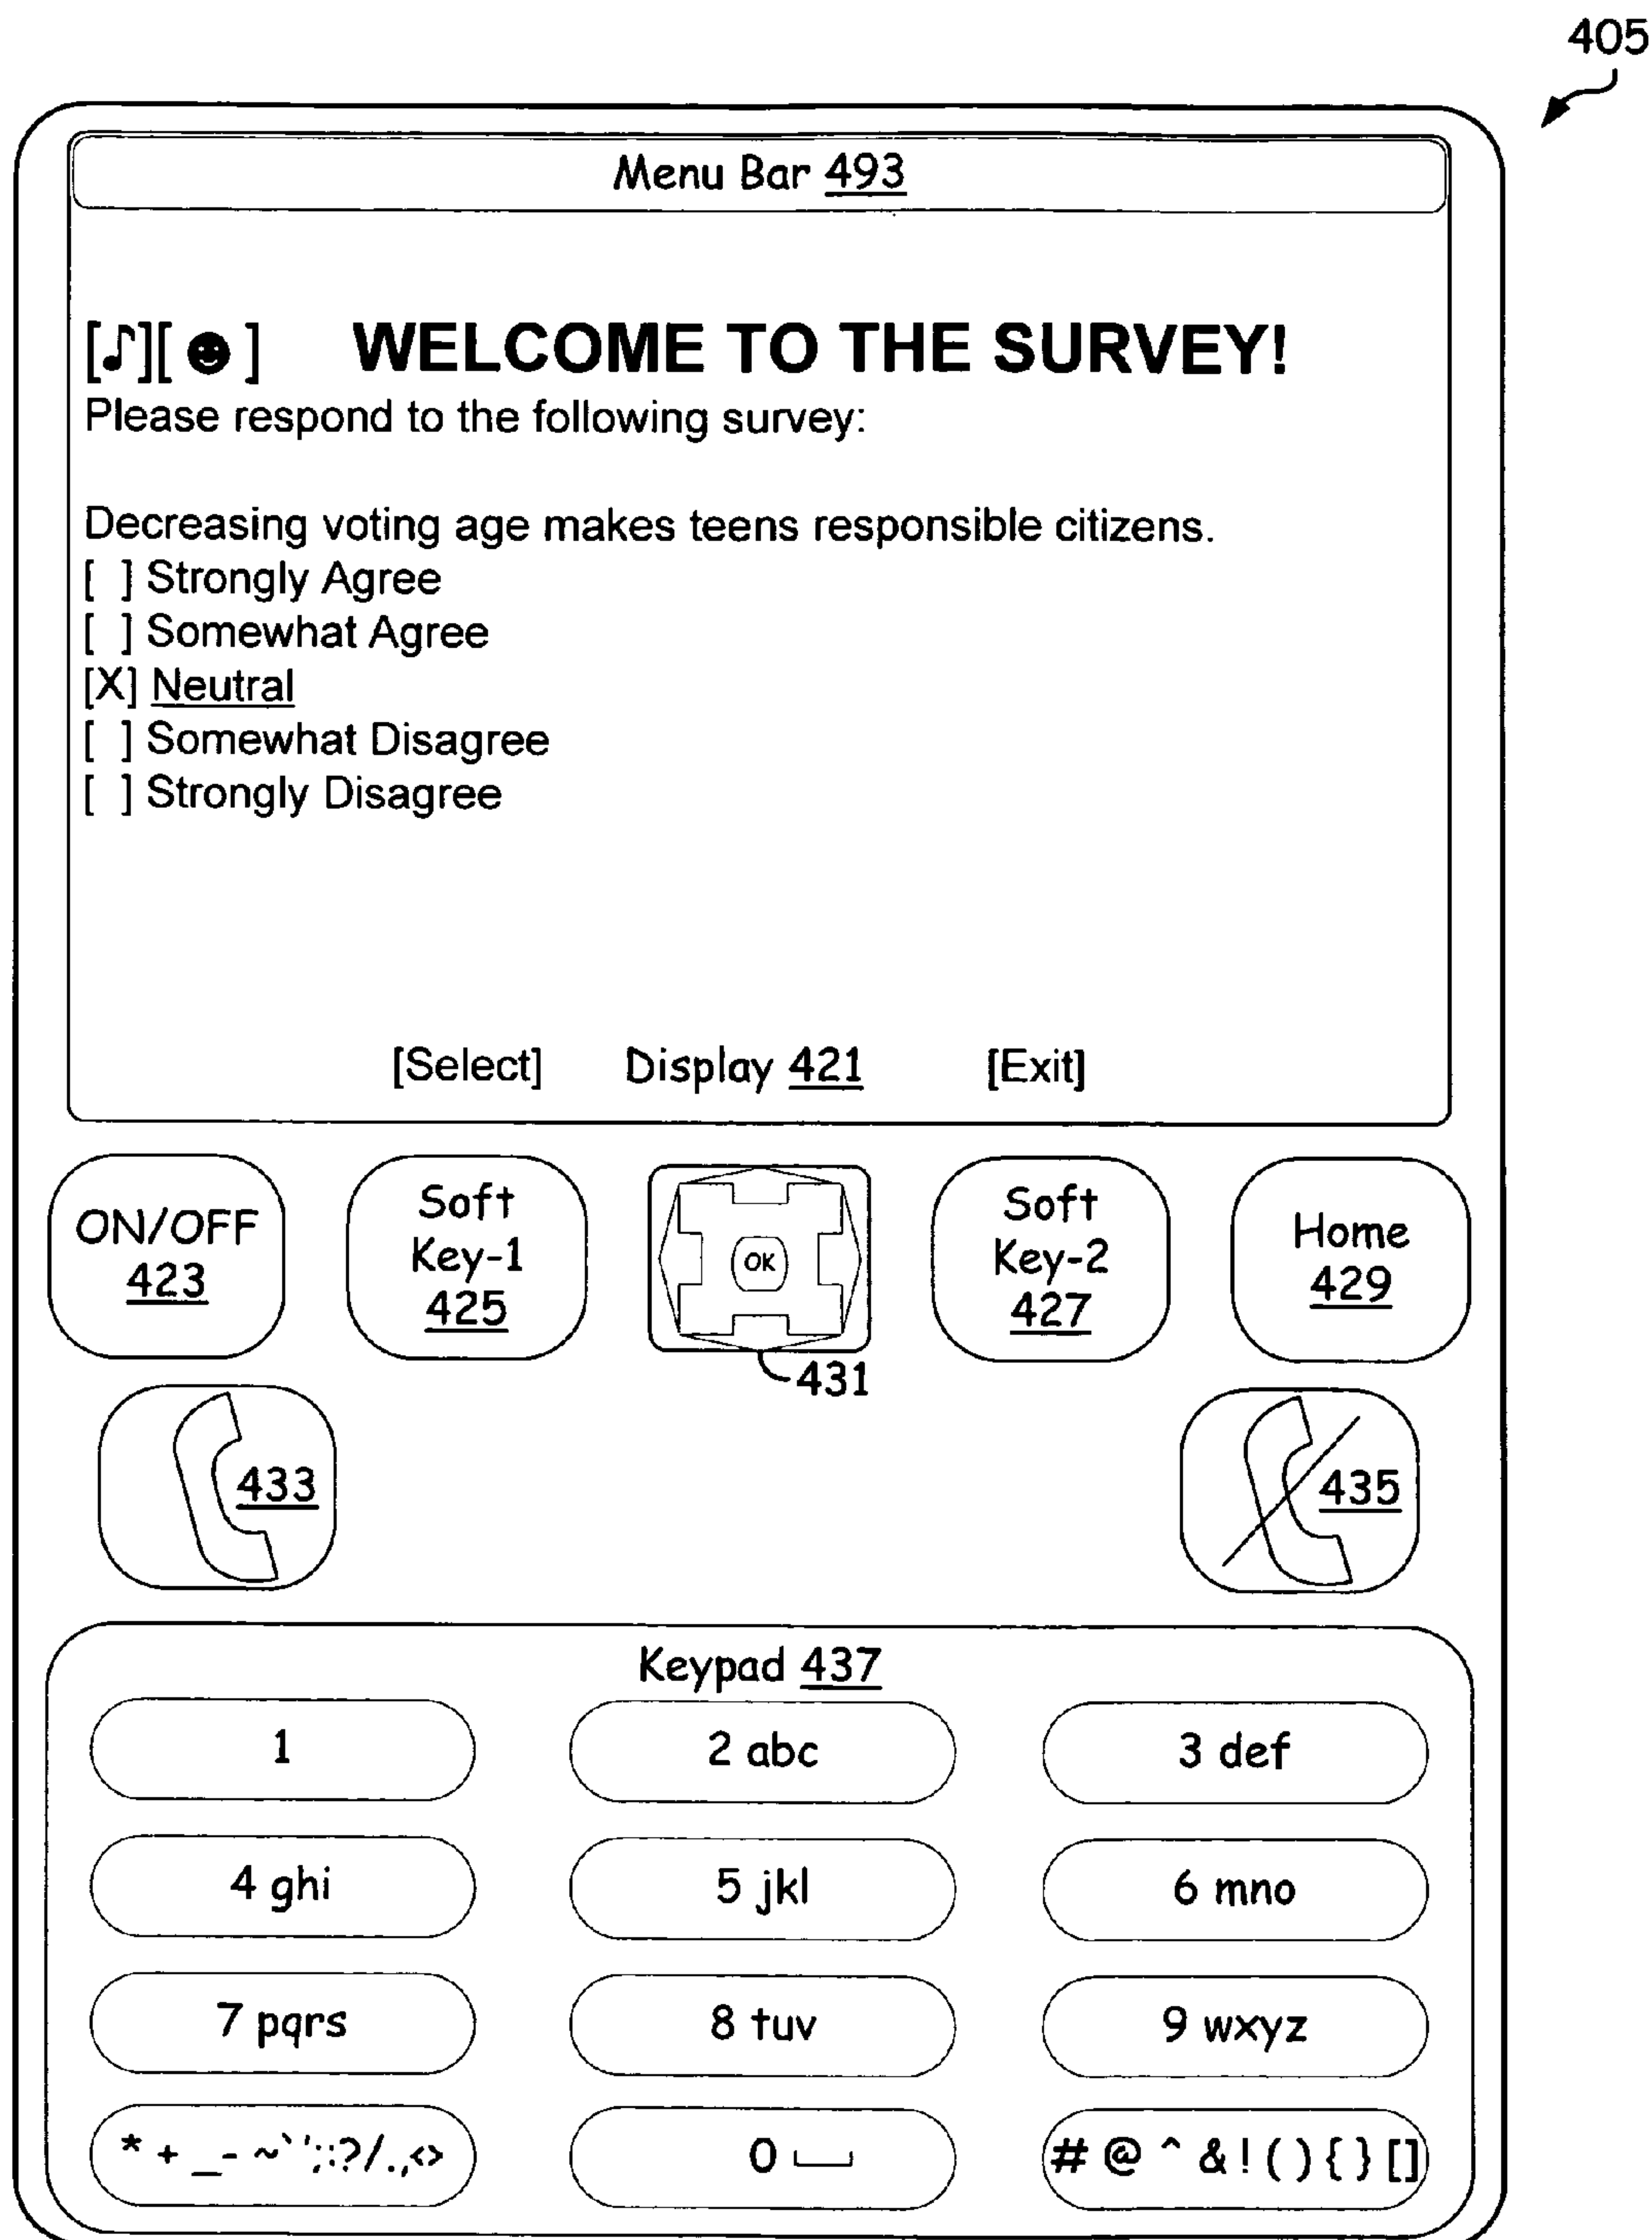 405
Menu Bar 493
[♪][☻] WELCOME TO THE SURVEY!
Please respond to the following survey:
Decreasing voting age makes teens responsible citizens.
[ ] Strongly Agree
[ ] Somewhat Agree
[X] Neutral
[ ] Somewhat Disagree
[ ] Strongly Disagree
[Select] Display 421 [Exit]
ON/OFF
423
Soft
Key-1
425
OK
431
Soft
Key-2
427
Home
429
433
435
Keypad 437
1
2 abc
3 def
4 ghi
5 jkl
6 mno
7 pqrs
8 tuv
9 wxyz
* + _- ~`';:?/.,<>
0 ⎵
# @ ^ & ! ( ) { } []